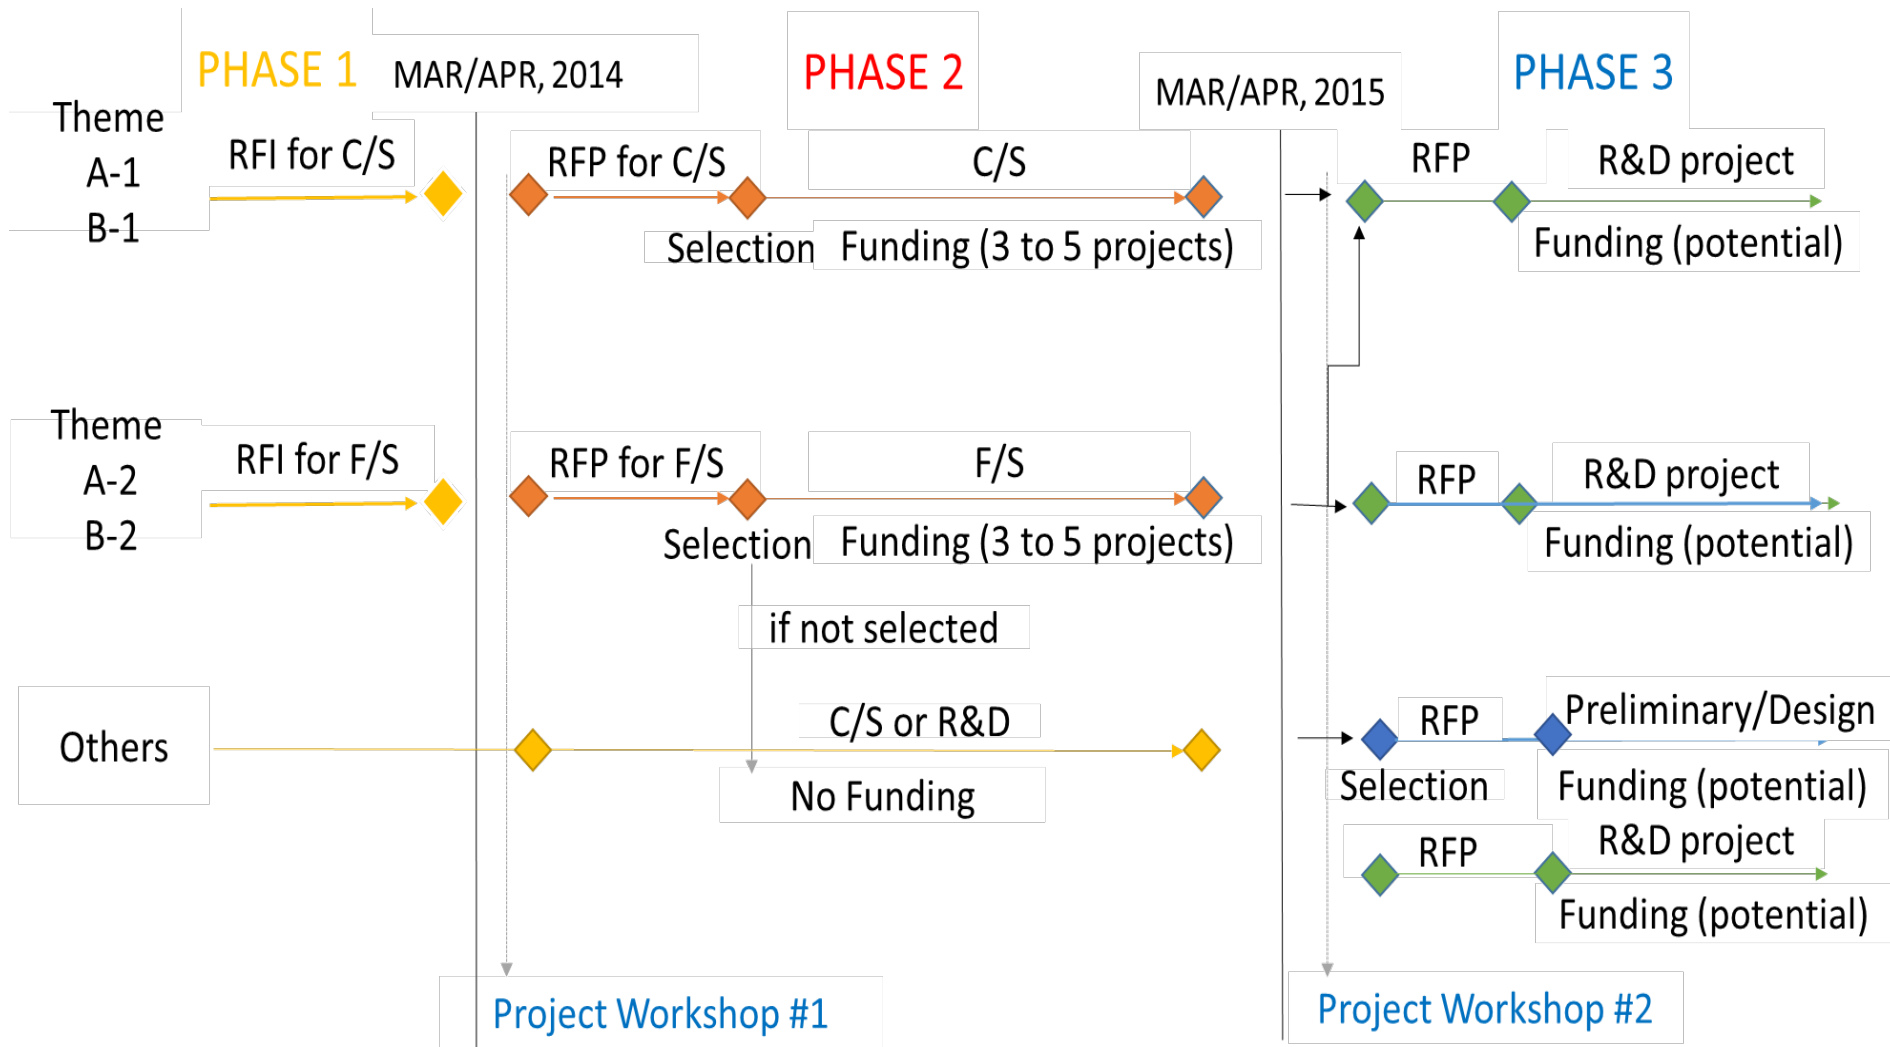 PHASE 1
MAR/APR, 2014
PHASE 2
MAR/APR, 2015
PHASE 3
Theme
A-1
B-1
RFI for C/S
RFP for C/S
C/S
RFP
R&D project
Selection
Funding (3 to 5 projects)
Funding (potential)
Theme
A-2
B-2
RFI for F/S
RFP for F/S
F/S
RFP
R&D project
Selection
Funding (3 to 5 projects)
Funding (potential)
if not selected
Others
C/S or R&D
No Funding
RFP
Preliminary/Design
Selection
Funding (potential)
RFP
R&D project
Funding (potential)
Project Workshop #1
Project Workshop #2